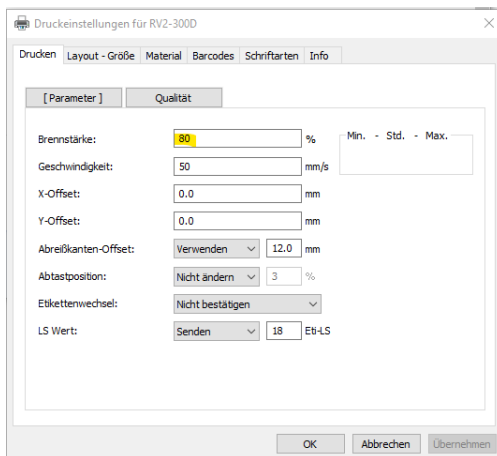 Druckeinstellungen für RV2-300D
Drucken Layout - Größe Material Barcodes Schriftarten Info
[ Parameter ] Qualität
Brennstärke: 80 % Min. - Std. - Max.
Geschwindigkeit: 50 mm/s
X-Offset: 0.0 mm
Y-Offset: 0.0 mm
Abreißkanten-Offset: Verwenden 12.0 mm
Abtastposition: Nicht ändern 3 %
Etikettenwechsel: Nicht bestätigen
LS Wert: Senden 18 Eti-LS
OK Abbrechen Übernehmen